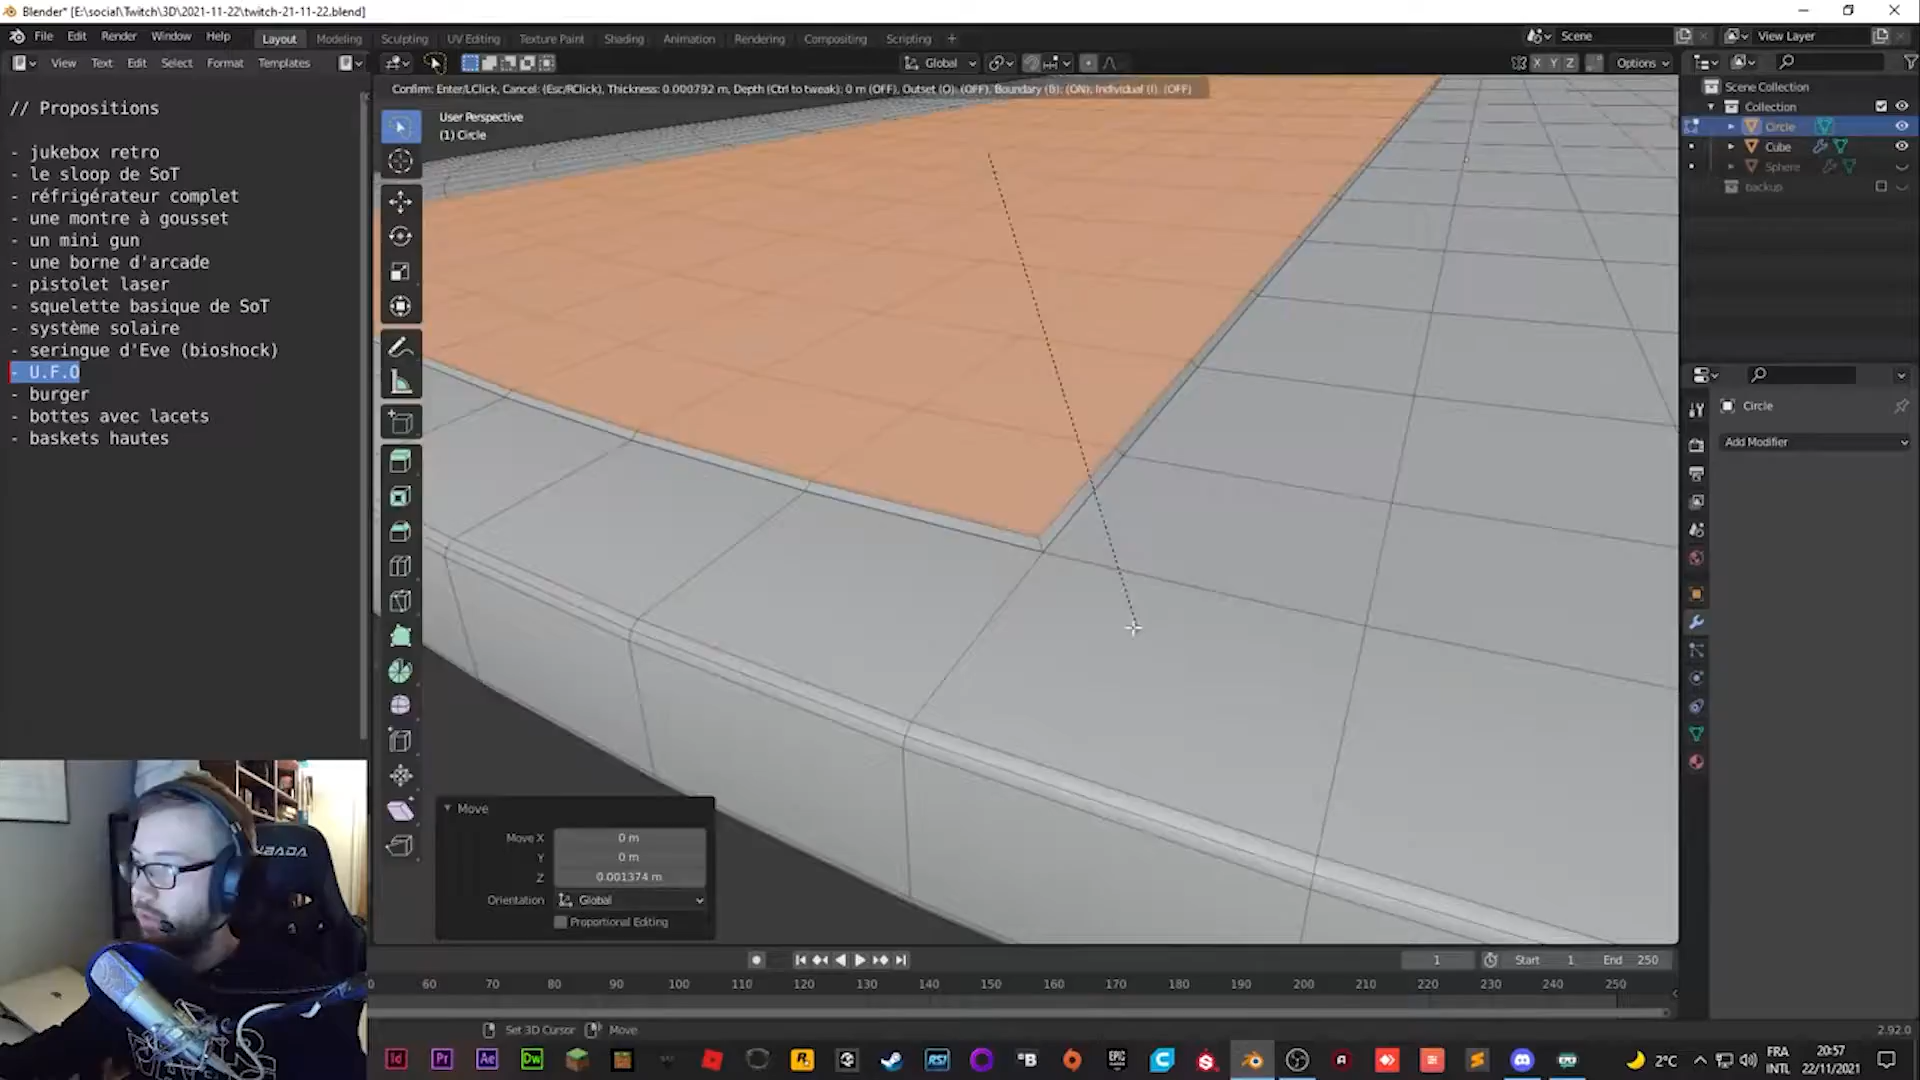 Blender* [E:\social\Twitch\3D\2021-11-22\twitch-21-11-22.blend]
File Edit Render Window Help
Layout Modeling Sculpting UV Editing Texture Paint Shading Animation Rendering Compositing Scripting +
Scene
View Layer
View Text Edit Select Format Templates
Global
X Y Z
Options
Confirm: Enter/LClick, Cancel: (Esc/RClick), Thickness: 0.000792 m, Depth (Ctrl to tweak): 0 m (OFF), Outset (O): (OFF), Boundary (B): (ON), Individual (I): (OFF)
User Perspective
(1) Circle
// Propositions
- jukebox retro
- le sloop de SoT
- réfrigérateur complet
- une montre à gousset
- un mini gun
- une borne d'arcade
- pistolet laser
- squelette basique de SoT
- système solaire
- seringue d'Eve (bioshock)
- U.F.O
- burger
- bottes avec lacets
- baskets hautes
Scene Collection
Collection
Circle
Cube
Sphere
backup
Circle
Add Modifier
Move
Move X 0 m
Y 0 m
Z 0.001374 m
Orientation Global
Proportional Editing
1 Start 1 End 250
0 60 70 80 90 100 110 120 130 140 150 160 170 180 190 200 210 220 230 240 250
Set 3D Cursor Move
2.92.0
Id Pr Ae Dw
RSI
B
EPIC
2°C
FRA
INTL
20:57
22/11/2021